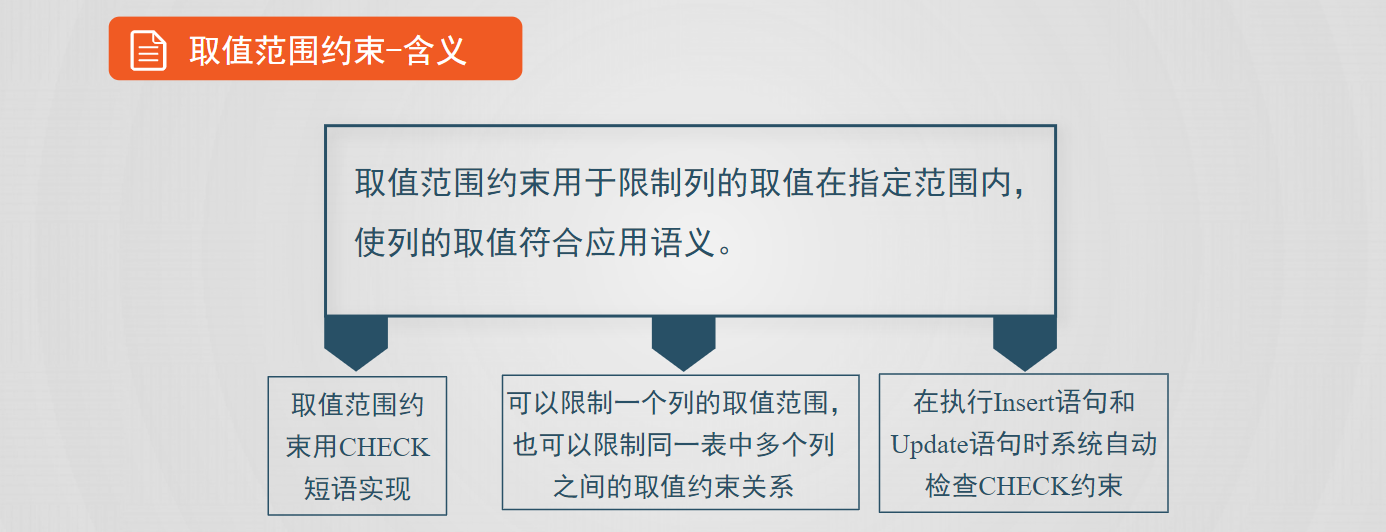 取值范围约束-含义
取值范围约束用于限制列的取值在指定范围内，
使列的取值符合应用语义。
取值范围约
束用CHECK
短语实现
可以限制一个列的取值范围，
也可以限制同一表中多个列
之间的取值约束关系
在执行Insert语句和
Update语句时系统自动
检查CHECK约束